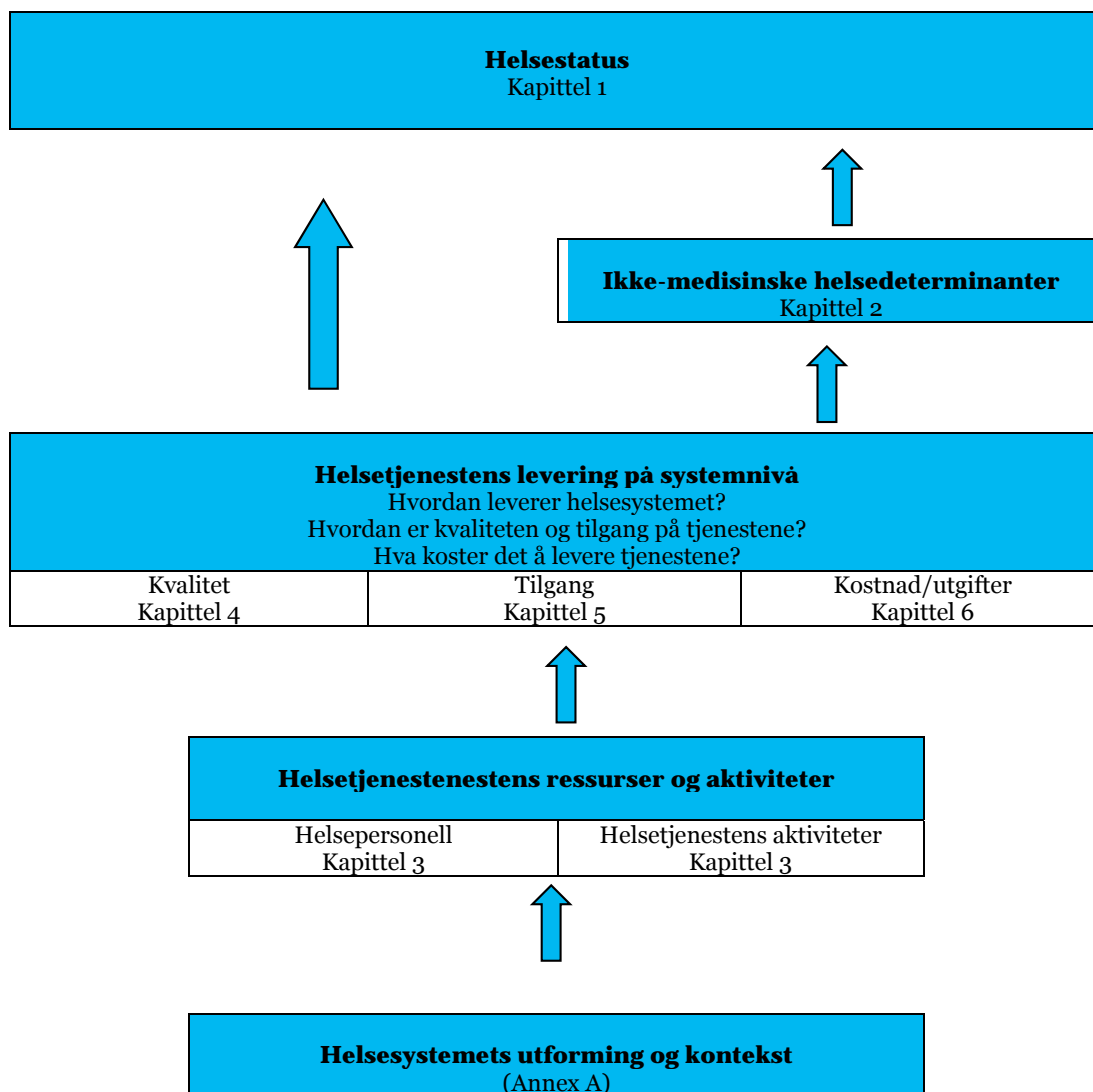 Helsestatus
Kapittel 1
Ikke-medisinske helsedeterminanter
Kapittel 2
Helsetjenestens levering på systemnivå
Hvordan leverer helsesystemet?
Hvordan er kvaliteten og tilgang på tjenestene?
Hva koster det å levere tjenestene?
Kvalitet
Kapittel 4
Tilgang
Kapittel 5
Kostnad/utgifter
Kapittel 6
Helsetjenestenestens ressurser og aktiviteter
Helsepersonell
Kapittel 3
Helsetjenestens aktiviteter
Kapittel 3
Helsesystemets utforming og kontekst
(Annex A)